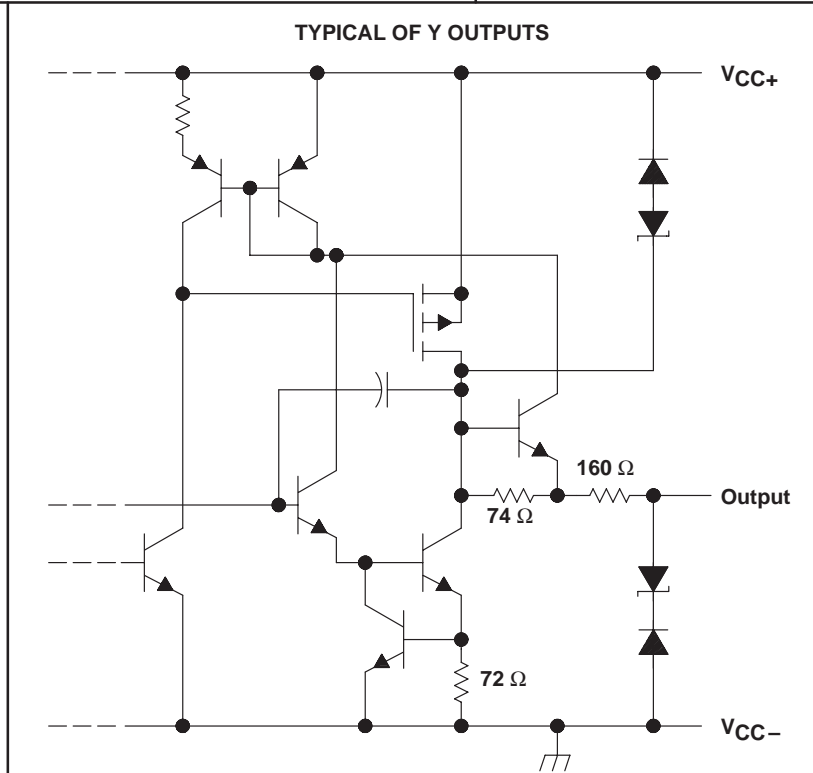 TYPICAL OF Y OUTPUTS
VCC+
160 Ω
Output
74 Ω
72 Ω
VCC−